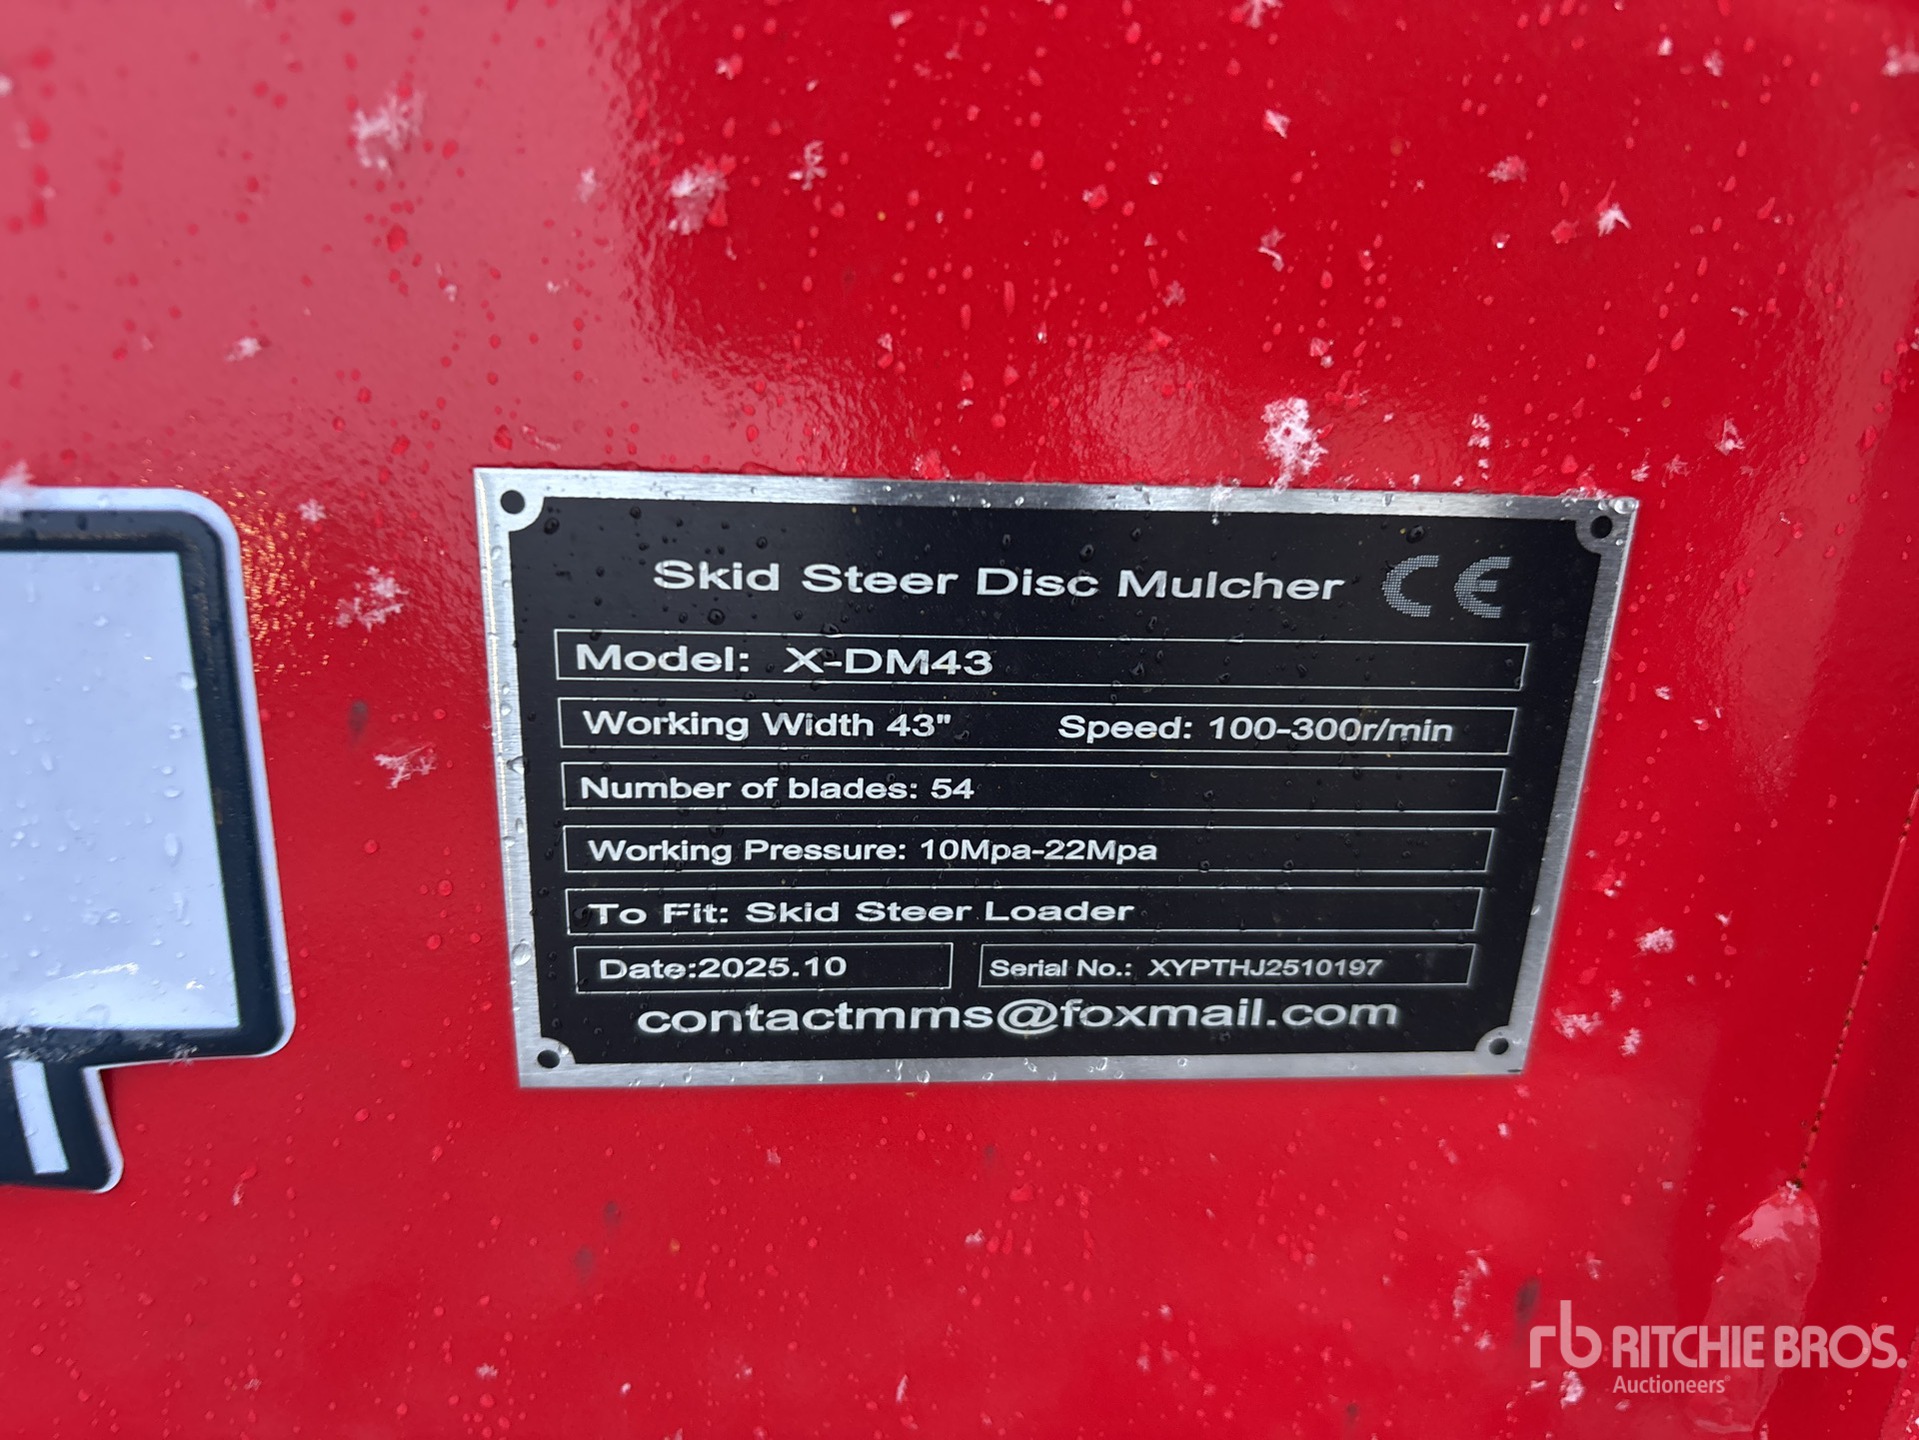 Skid Steer Disc Mulcher CE
Model: X-DM43
Working Width 43" Speed: 100-300r/min
Number of blades: 54
Working Pressure: 10Mpa-22Mpa
To Fit: Skid Steer Loader
Date:2025.10 Serial No.: XYPTHJ2510197
contactmms@foxmail.com
rb RITCHIE BROS.
Auctioneers